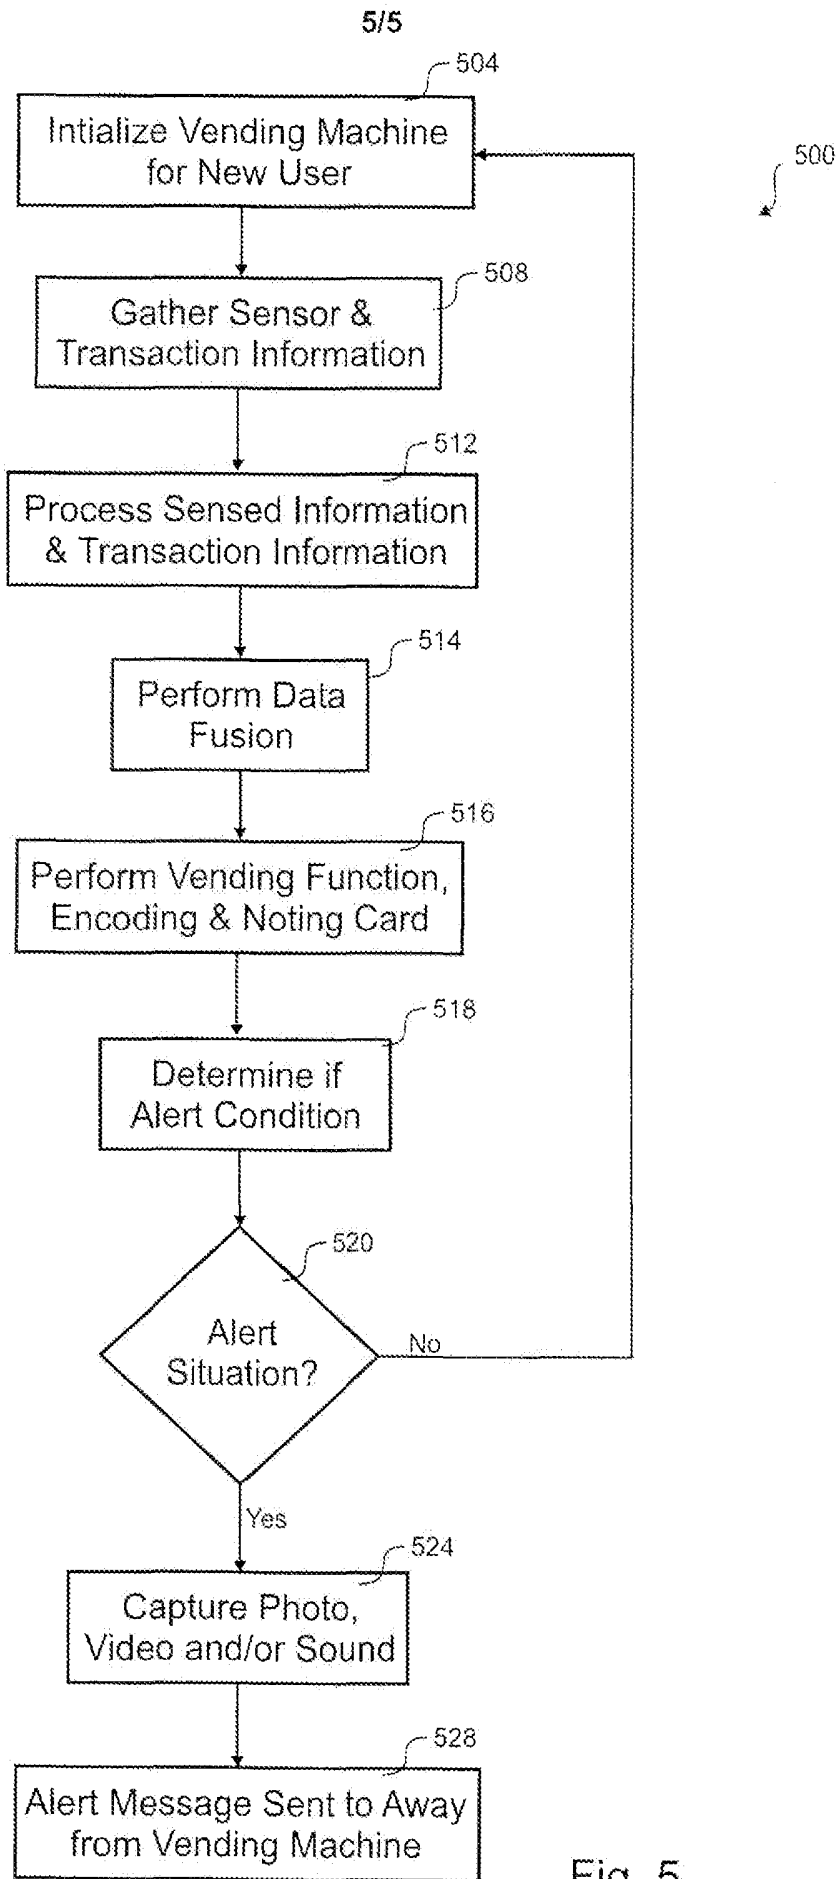 5/5
504
Intialize Vending Machine
for New User
500
508
Gather Sensor &
Transaction Information
512
Process Sensed Information
& Transaction Information
514
Perform Data
Fusion
516
Perform Vending Function,
Encoding & Noting Card
518
Determine if
Alert Condition
520
Alert
Situation?
No
Yes
524
Capture Photo,
Video and/or Sound
528
Alert Message Sent to Away
from Vending Machine
Fig. 5